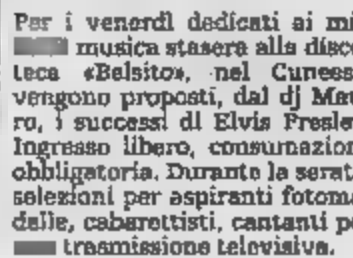 Per i venerdì dedicati ai mi
musica stasera alla disco
teca «Belsito», nel Cuness
vengono proposti, dal dj Mau
ro, i successi di Elvis Presle
Ingresso libero, consumazion
obbligatoria. Durante la serat
selezioni per aspiranti fotomo
delle, cabarettisti, cantanti pe
trasmissione televisiva.